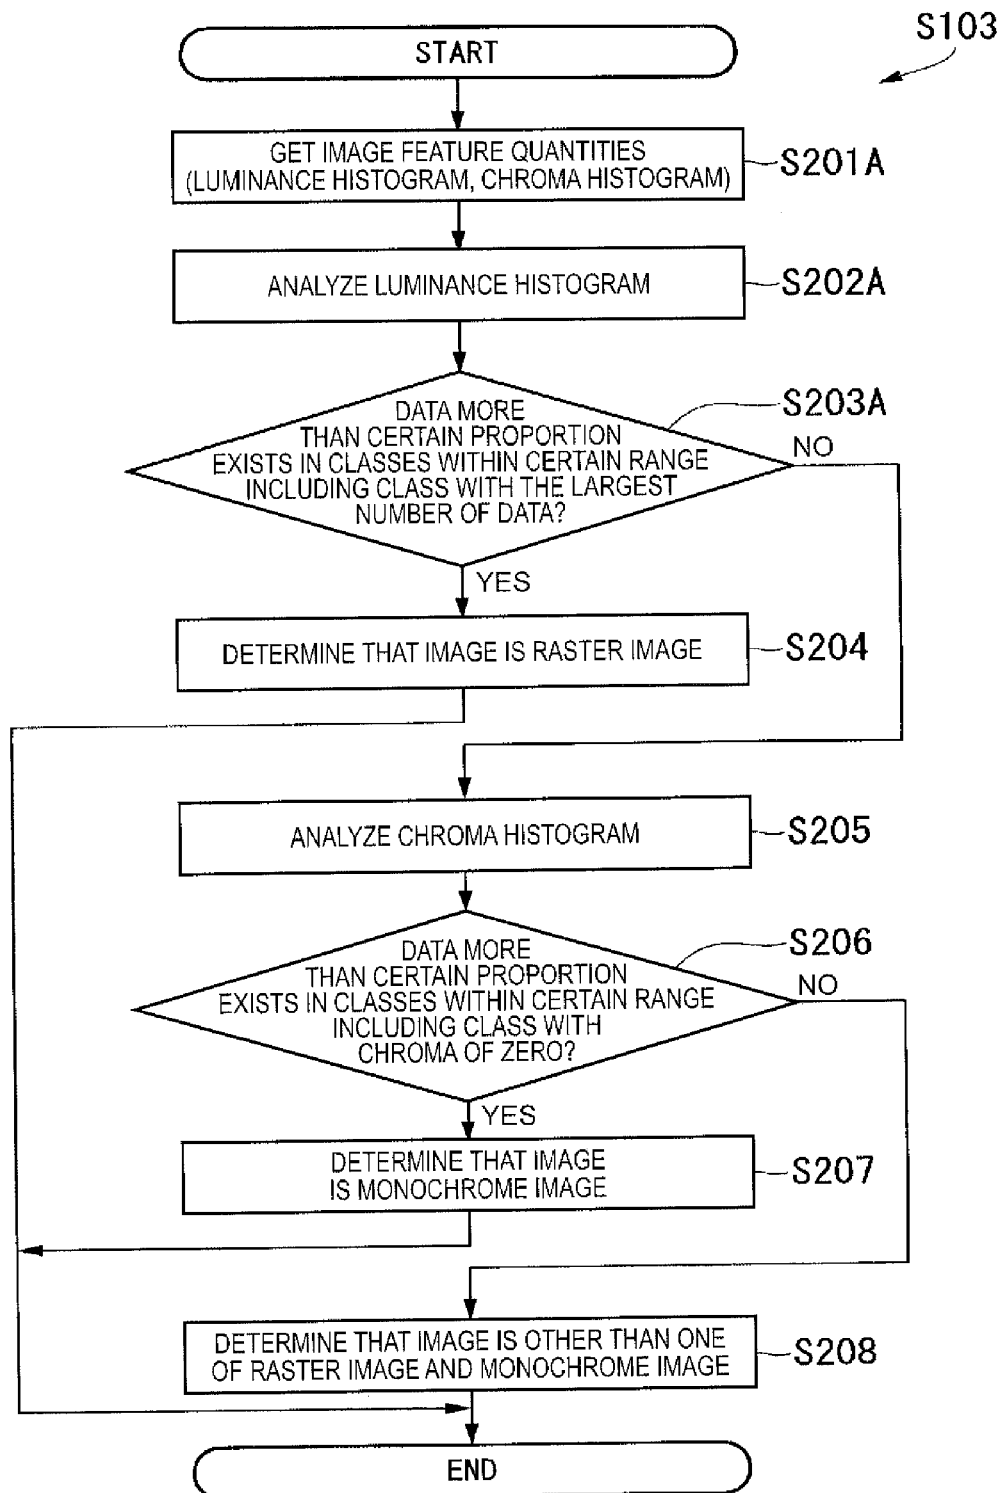 S103
START
GET IMAGE FEATURE QUANTITIES
(LUMINANCE HISTOGRAM, CHROMA HISTOGRAM)
S201A
ANALYZE LUMINANCE HISTOGRAM
S202A
DATA MORE
THAN CERTAIN PROPORTION
EXISTS IN CLASSES WITHIN CERTAIN RANGE
INCLUDING CLASS WITH THE LARGEST
NUMBER OF DATA?
S203A
NO
YES
DETERMINE THAT IMAGE IS RASTER IMAGE
S204
ANALYZE CHROMA HISTOGRAM
S205
DATA MORE
THAN CERTAIN PROPORTION
EXISTS IN CLASSES WITHIN CERTAIN RANGE
INCLUDING CLASS WITH
CHROMA OF ZERO?
S206
NO
YES
DETERMINE THAT IMAGE
IS MONOCHROME IMAGE
S207
DETERMINE THAT IMAGE IS OTHER THAN ONE
OF RASTER IMAGE AND MONOCHROME IMAGE
S208
END